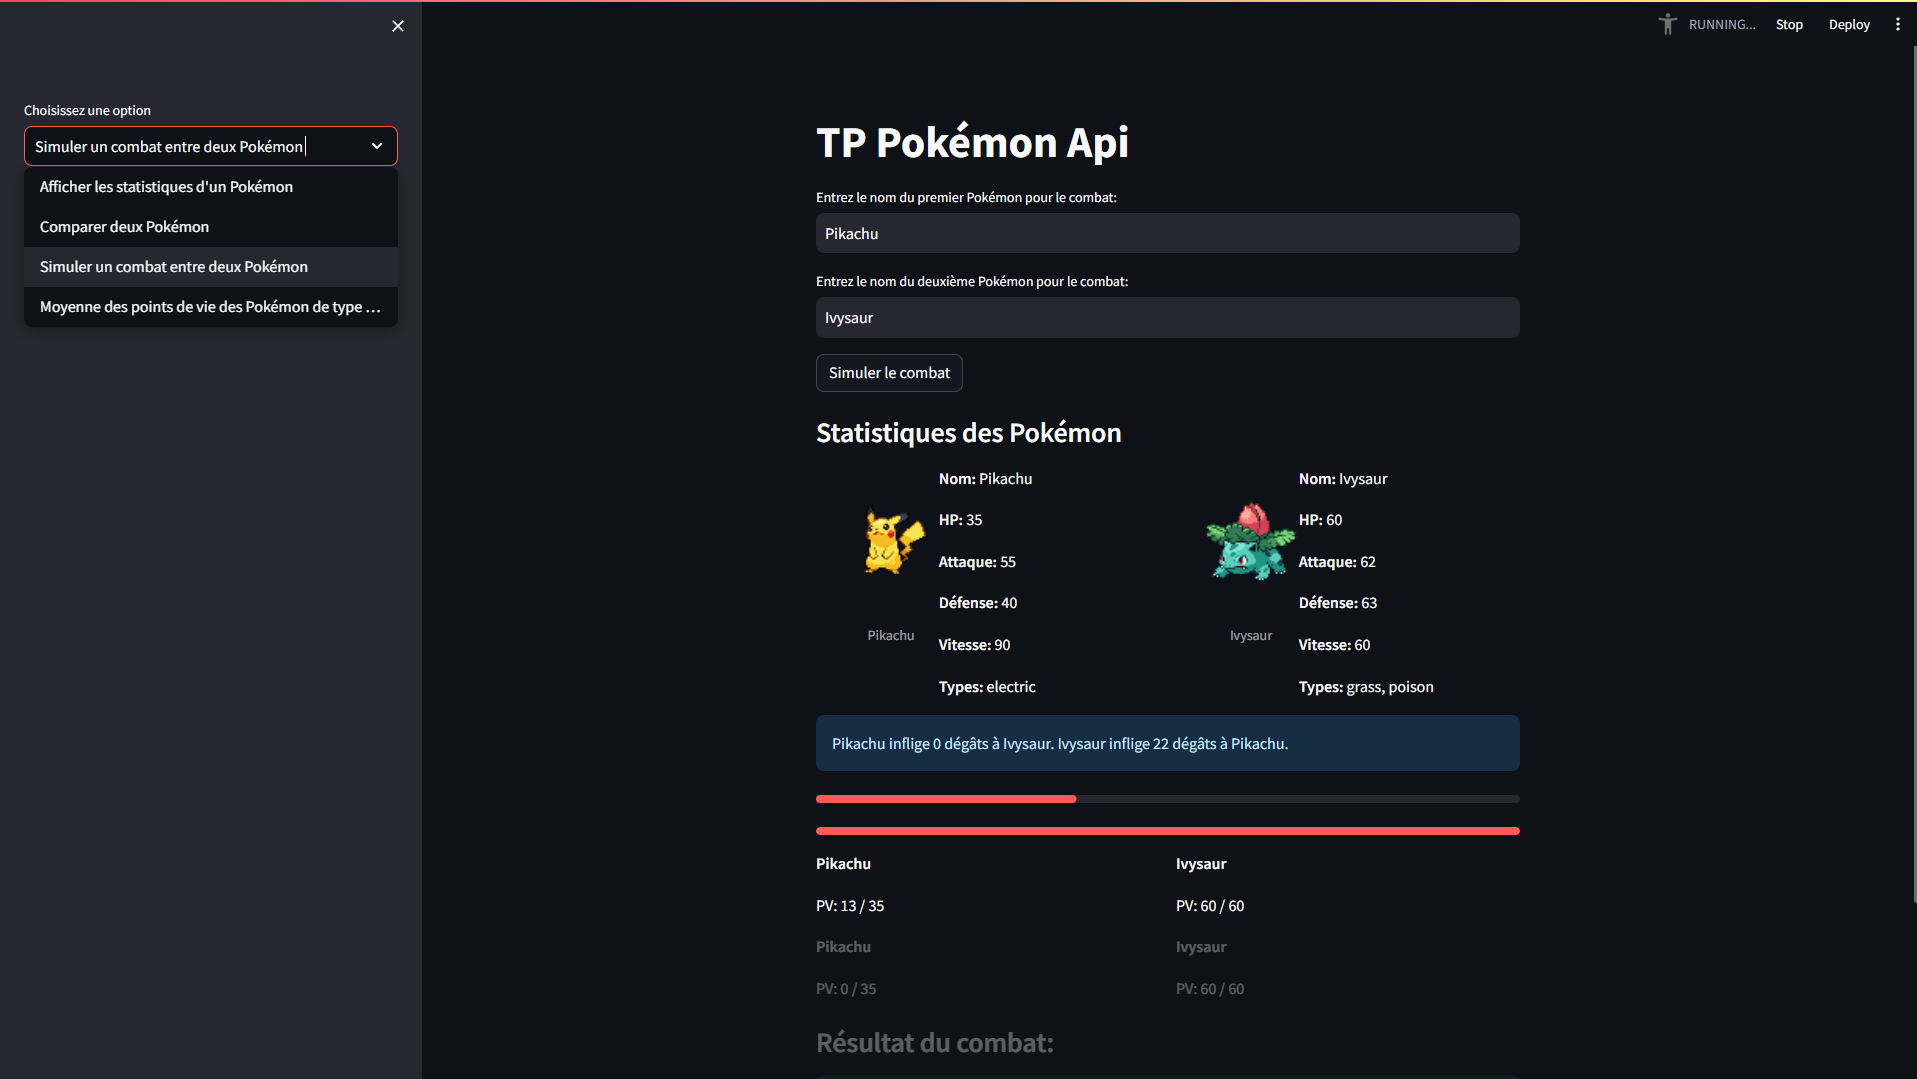 RUNNING...
Stop
Deploy
Choisissez une option
Simuler un combat entre deux Pokémon
Afficher les statistiques d'un Pokémon
Comparer deux Pokémon
Simuler un combat entre deux Pokémon
Moyenne des points de vie des Pokémon de type ...
TP Pokémon Api
Entrez le nom du premier Pokémon pour le combat:
Pikachu
Entrez le nom du deuxième Pokémon pour le combat:
Ivysaur
Simuler le combat
Statistiques des Pokémon
Pikachu
Nom: Pikachu
HP: 35
Attaque: 55
Défense: 40
Vitesse: 90
Types: electric
Ivysaur
Nom: Ivysaur
HP: 60
Attaque: 62
Défense: 63
Vitesse: 60
Types: grass, poison
Pikachu inflige 0 dégâts à Ivysaur. Ivysaur inflige 22 dégâts à Pikachu.
Pikachu
PV: 13 / 35
Ivysaur
PV: 60 / 60
Pikachu
PV: 0 / 35
Ivysaur
PV: 60 / 60
Résultat du combat: